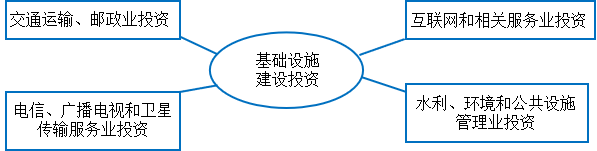 交通运输、邮政业投资
互联网和相关服务业投资
基础设施
建设投资
电信、广播电视和卫星
传输服务业投资
水利、环境和公共设施
管理业投资